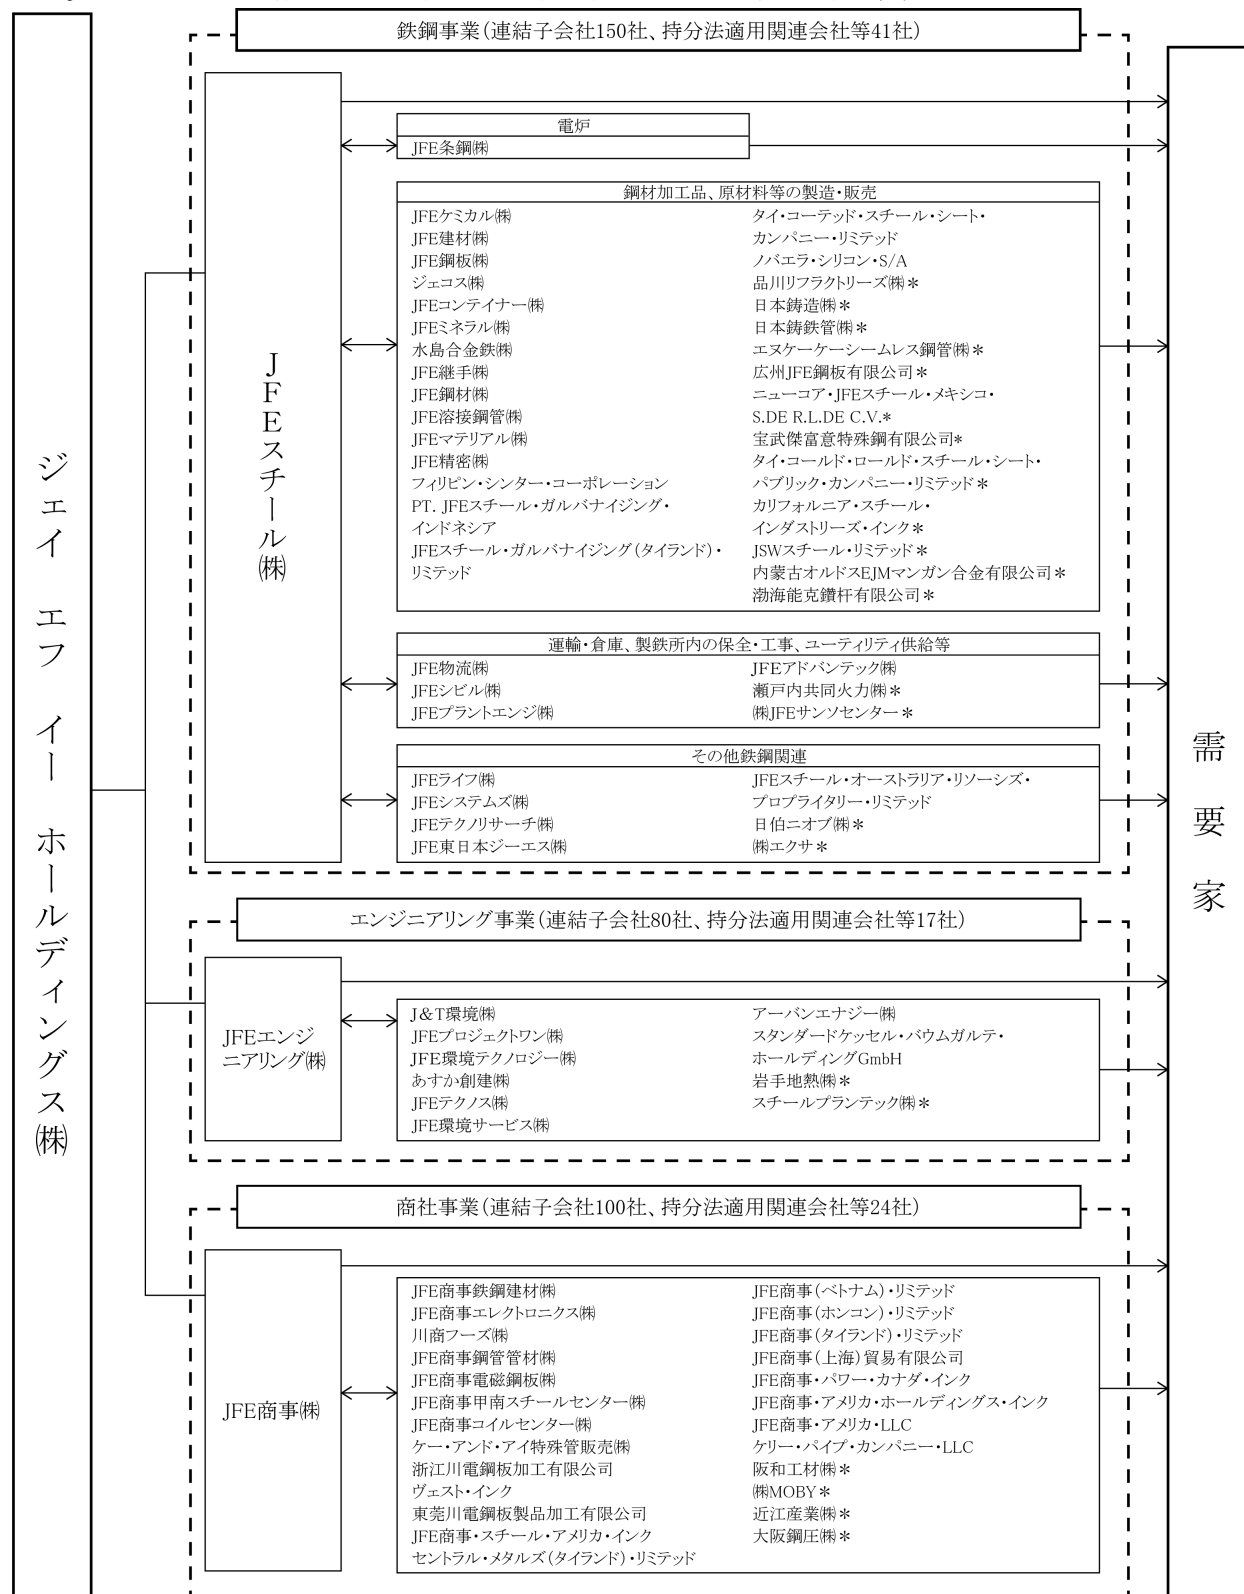 ジェイ エフ イー ホールディングス㈱
鉄鋼事業(連結子会社150社、持分法適用関連会社等41社)
JFEスチール㈱
電炉
JFE条鋼㈱
鋼材加工品、原材料等の製造・販売
JFEケミカル㈱
JFE建材㈱
JFE鋼板㈱
ジェコス㈱
JFEコンテイナー㈱
JFEミネラル㈱
水島合金鉄㈱
JFE継手㈱
JFE鋼材㈱
JFE溶接鋼管㈱
JFEマテリアル㈱
JFE精密㈱
フィリピン・シンター・コーポレーション
PT. JFEスチール・ガルバナイジング・
インドネシア
JFEスチール・ガルバナイジング(タイランド)・
リミテッド
タイ・コーテッド・スチール・シート・
カンパニー・リミテッド
ノバエラ・シリコン・S/A
品川リフラクトリーズ㈱＊
日本鋳造㈱＊
日本鋳鉄管㈱＊
エヌケーケーシームレス鋼管㈱＊
広州JFE鋼板有限公司＊
ニューコア・JFEスチール・メキシコ・
S.DE R.L.DE C.V.*
宝武傑富意特殊鋼有限公司*
タイ・コールド・ロールド・スチール・シート・
パブリック・カンパニー・リミテッド＊
カリフォルニア・スチール・
インダストリーズ・インク＊
JSWスチール・リミテッド＊
内蒙古オルドスEJMマンガン合金有限公司＊
渤海能克鑽杆有限公司＊
運輸・倉庫、製鉄所内の保全・工事、ユーティリティ供給等
JFE物流㈱
JFEシビル㈱
JFEプラントエンジ㈱
JFEアドバンテック㈱
瀬戸内共同火力㈱＊
㈱JFEサンソセンター＊
その他鉄鋼関連
JFEライフ㈱
JFEシステムズ㈱
JFEテクノリサーチ㈱
JFE東日本ジーエス㈱
JFEスチール・オーストラリア・リソーシズ・
プロプライタリー・リミテッド
日伯ニオブ㈱＊
㈱エクサ＊
エンジニアリング事業(連結子会社80社、持分法適用関連会社等17社)
JFEエンジ
ニアリング㈱
J&T環境㈱
JFEプロジェクトワン㈱
JFE環境テクノロジー㈱
あすか創建㈱
JFEテクノス㈱
JFE環境サービス㈱
アーバンエナジー㈱
スタンダードケッセル・バウムガルテ・
ホールディングGmbH
岩手地熱㈱＊
スチールプランテック㈱＊
商社事業(連結子会社100社、持分法適用関連会社等24社)
JFE商事㈱
JFE商事鉄鋼建材㈱
JFE商事エレクトロニクス㈱
川商フーズ㈱
JFE商事鋼管管材㈱
JFE商事電磁鋼板㈱
JFE商事甲南スチールセンター㈱
JFE商事コイルセンター㈱
ケー・アンド・アイ特殊管販売㈱
浙江川電鋼板加工有限公司
ヴェスト・インク
東莞川電鋼板製品加工有限公司
JFE商事・スチール・アメリカ・インク
セントラル・メタルズ(タイランド)・リミテッド
JFE商事(ベトナム)・リミテッド
JFE商事(ホンコン)・リミテッド
JFE商事(タイランド)・リミテッド
JFE商事(上海)貿易有限公司
JFE商事・パワー・カナダ・インク
JFE商事・アメリカ・ホールディングス・インク
JFE商事・アメリカ・LLC
ケリー・パイプ・カンパニー・LLC
阪和工材㈱＊
㈱MOBY＊
近江産業㈱＊
大阪鋼圧㈱＊
需要家